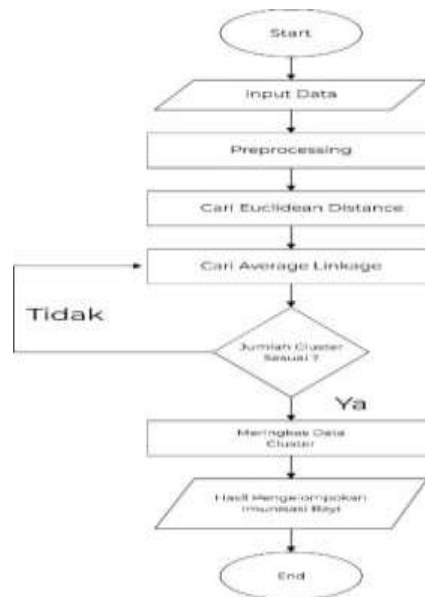 Start
Input Data
Preprocessing
Cari Euclidean Distance
Cari Average Linkage
Tidak
Jumlah Cluster
Sesuai ?
Ya
Meringkas Data
Cluster
Hasil Pengelompokan
Imunisasi Bayi
End